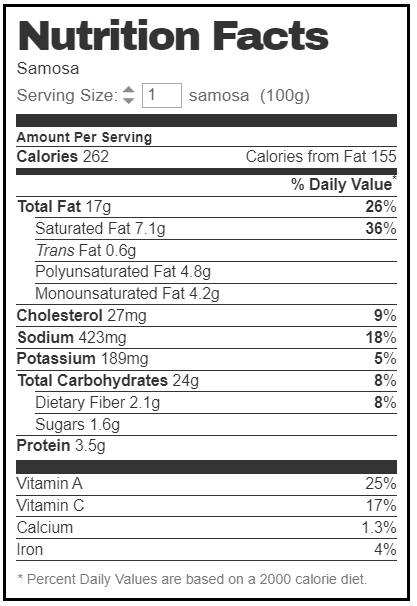 Nutrition Facts
Samosa
Serving Size: 1 samosa (100g)
Amount Per Serving
Calories 262 Calories from Fat 155
% Daily Value*
Total Fat 17g 26%
Saturated Fat 7.1g 36%
Trans Fat 0.6g
Polyunsaturated Fat 4.8g
Monounsaturated Fat 4.2g
Cholesterol 27mg 9%
Sodium 423mg 18%
Potassium 189mg 5%
Total Carbohydrates 24g 8%
Dietary Fiber 2.1g 8%
Sugars 1.6g
Protein 3.5g
Vitamin A 25%
Vitamin C 17%
Calcium 1.3%
Iron 4%
* Percent Daily Values are based on a 2000 calorie diet.